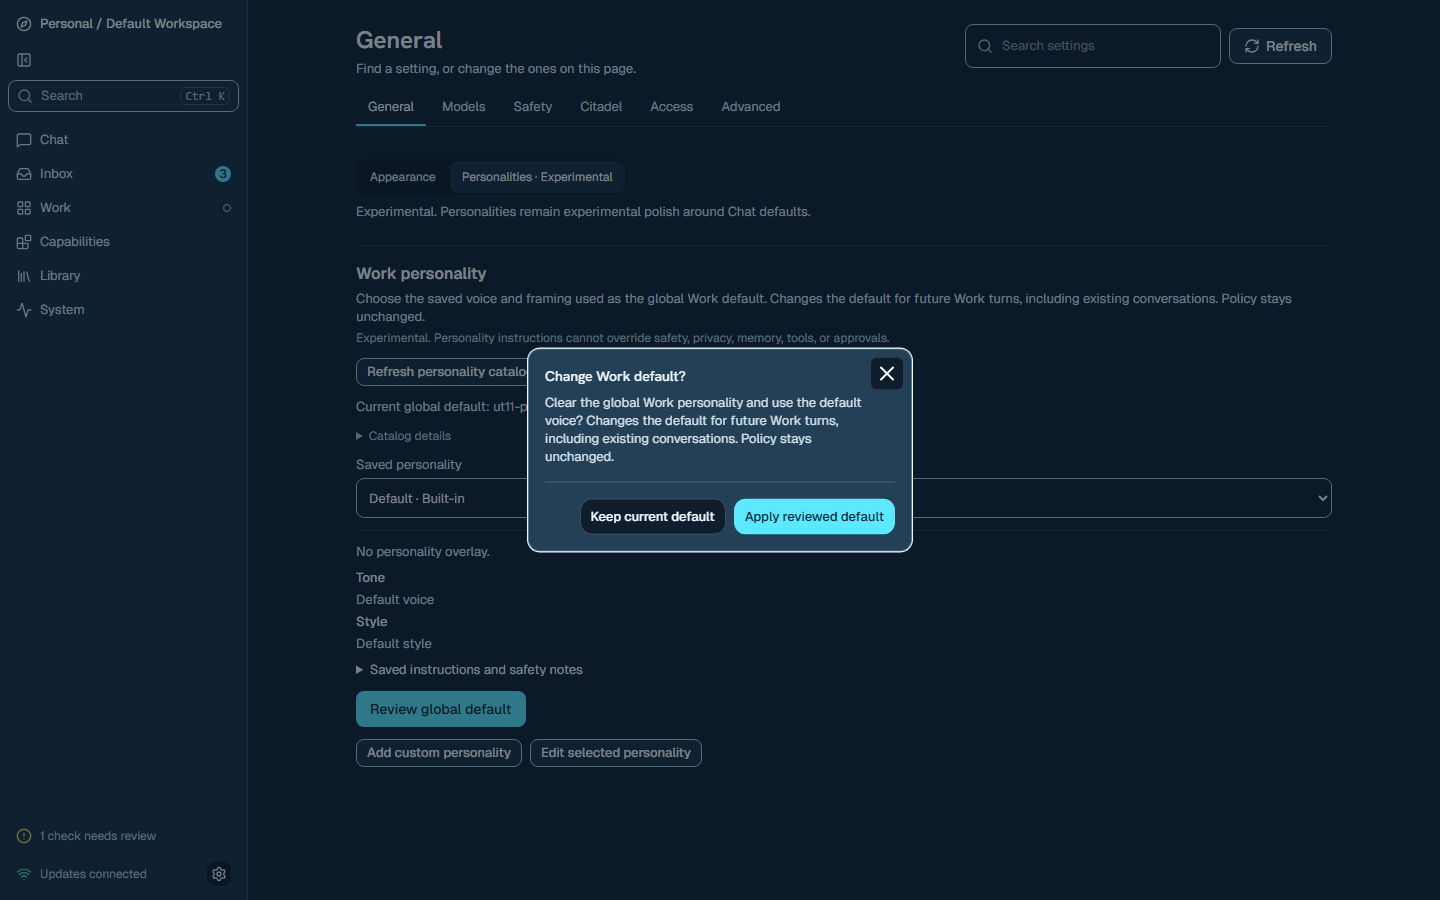 Personal / Default Workspace
Search
Ctrl K
Chat
Inbox
3
Work
Capabilities
Library
System
1 check needs review
Updates connected
General
Find a setting, or change the ones on this page.
Search settings
Refresh
General
Models
Safety
Citadel
Access
Advanced
Appearance
Personalities · Experimental
Experimental. Personalities remain experimental polish around Chat defaults.
Work personality
Choose the saved voice and framing used as the global Work default. Changes the default for future Work turns, including existing conversations. Policy stays
unchanged.
Experimental. Personality instructions cannot override safety, privacy, memory, tools, or approvals.
Refresh personality catalo
Current global default: ut11-p
Catalog details
Saved personality
Default · Built-in
No personality overlay.
Tone
Default voice
Style
Default style
Saved instructions and safety notes
Review global default
Add custom personality
Edit selected personality
Change Work default?
Clear the global Work personality and use the default
voice? Changes the default for future Work turns,
including existing conversations. Policy stays
unchanged.
Keep current default
Apply reviewed default